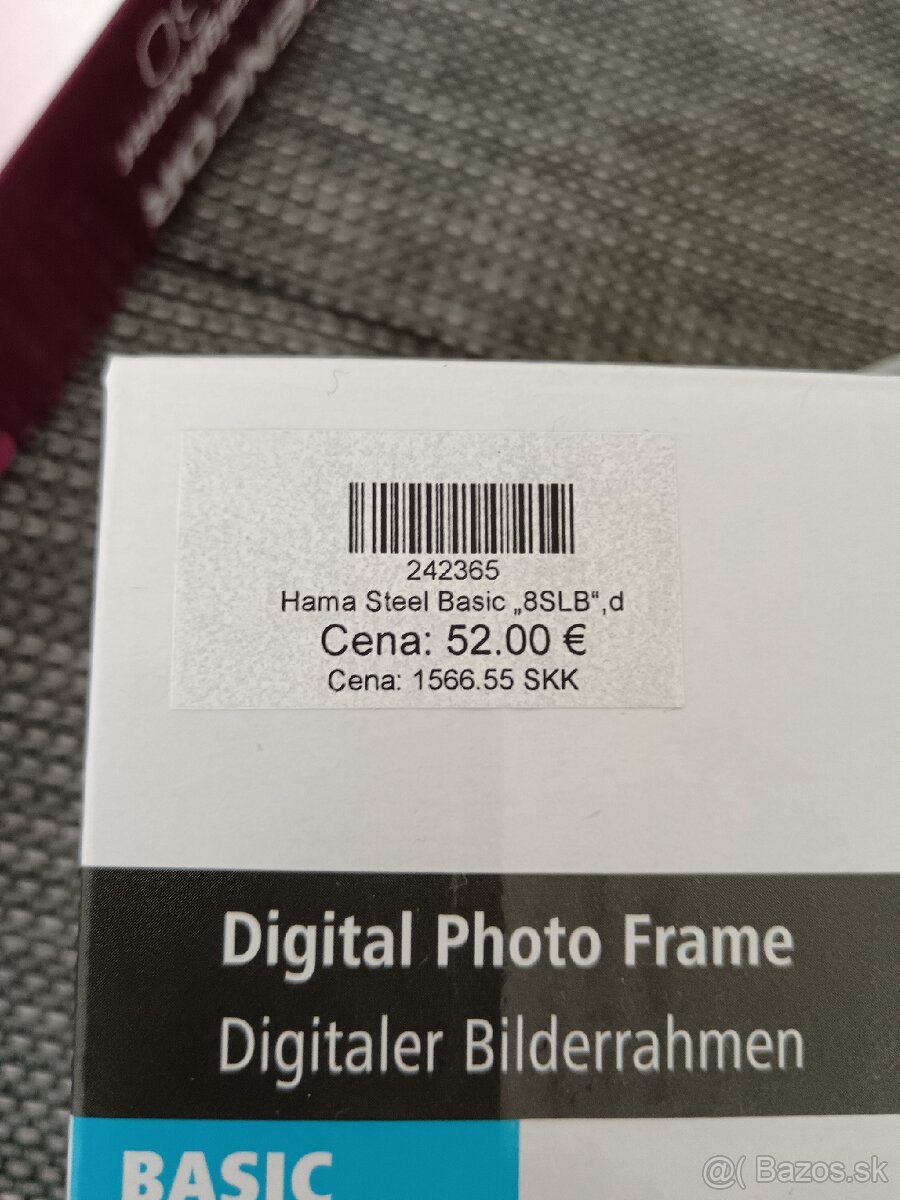 30
242365
Hama Steel Basic „8SLB“,d
Cena: 52.00 €
Cena: 1566.55 SKK
Digital Photo Frame
Digitaler Bilderrahmen
BASIC
@( Bazos.sk